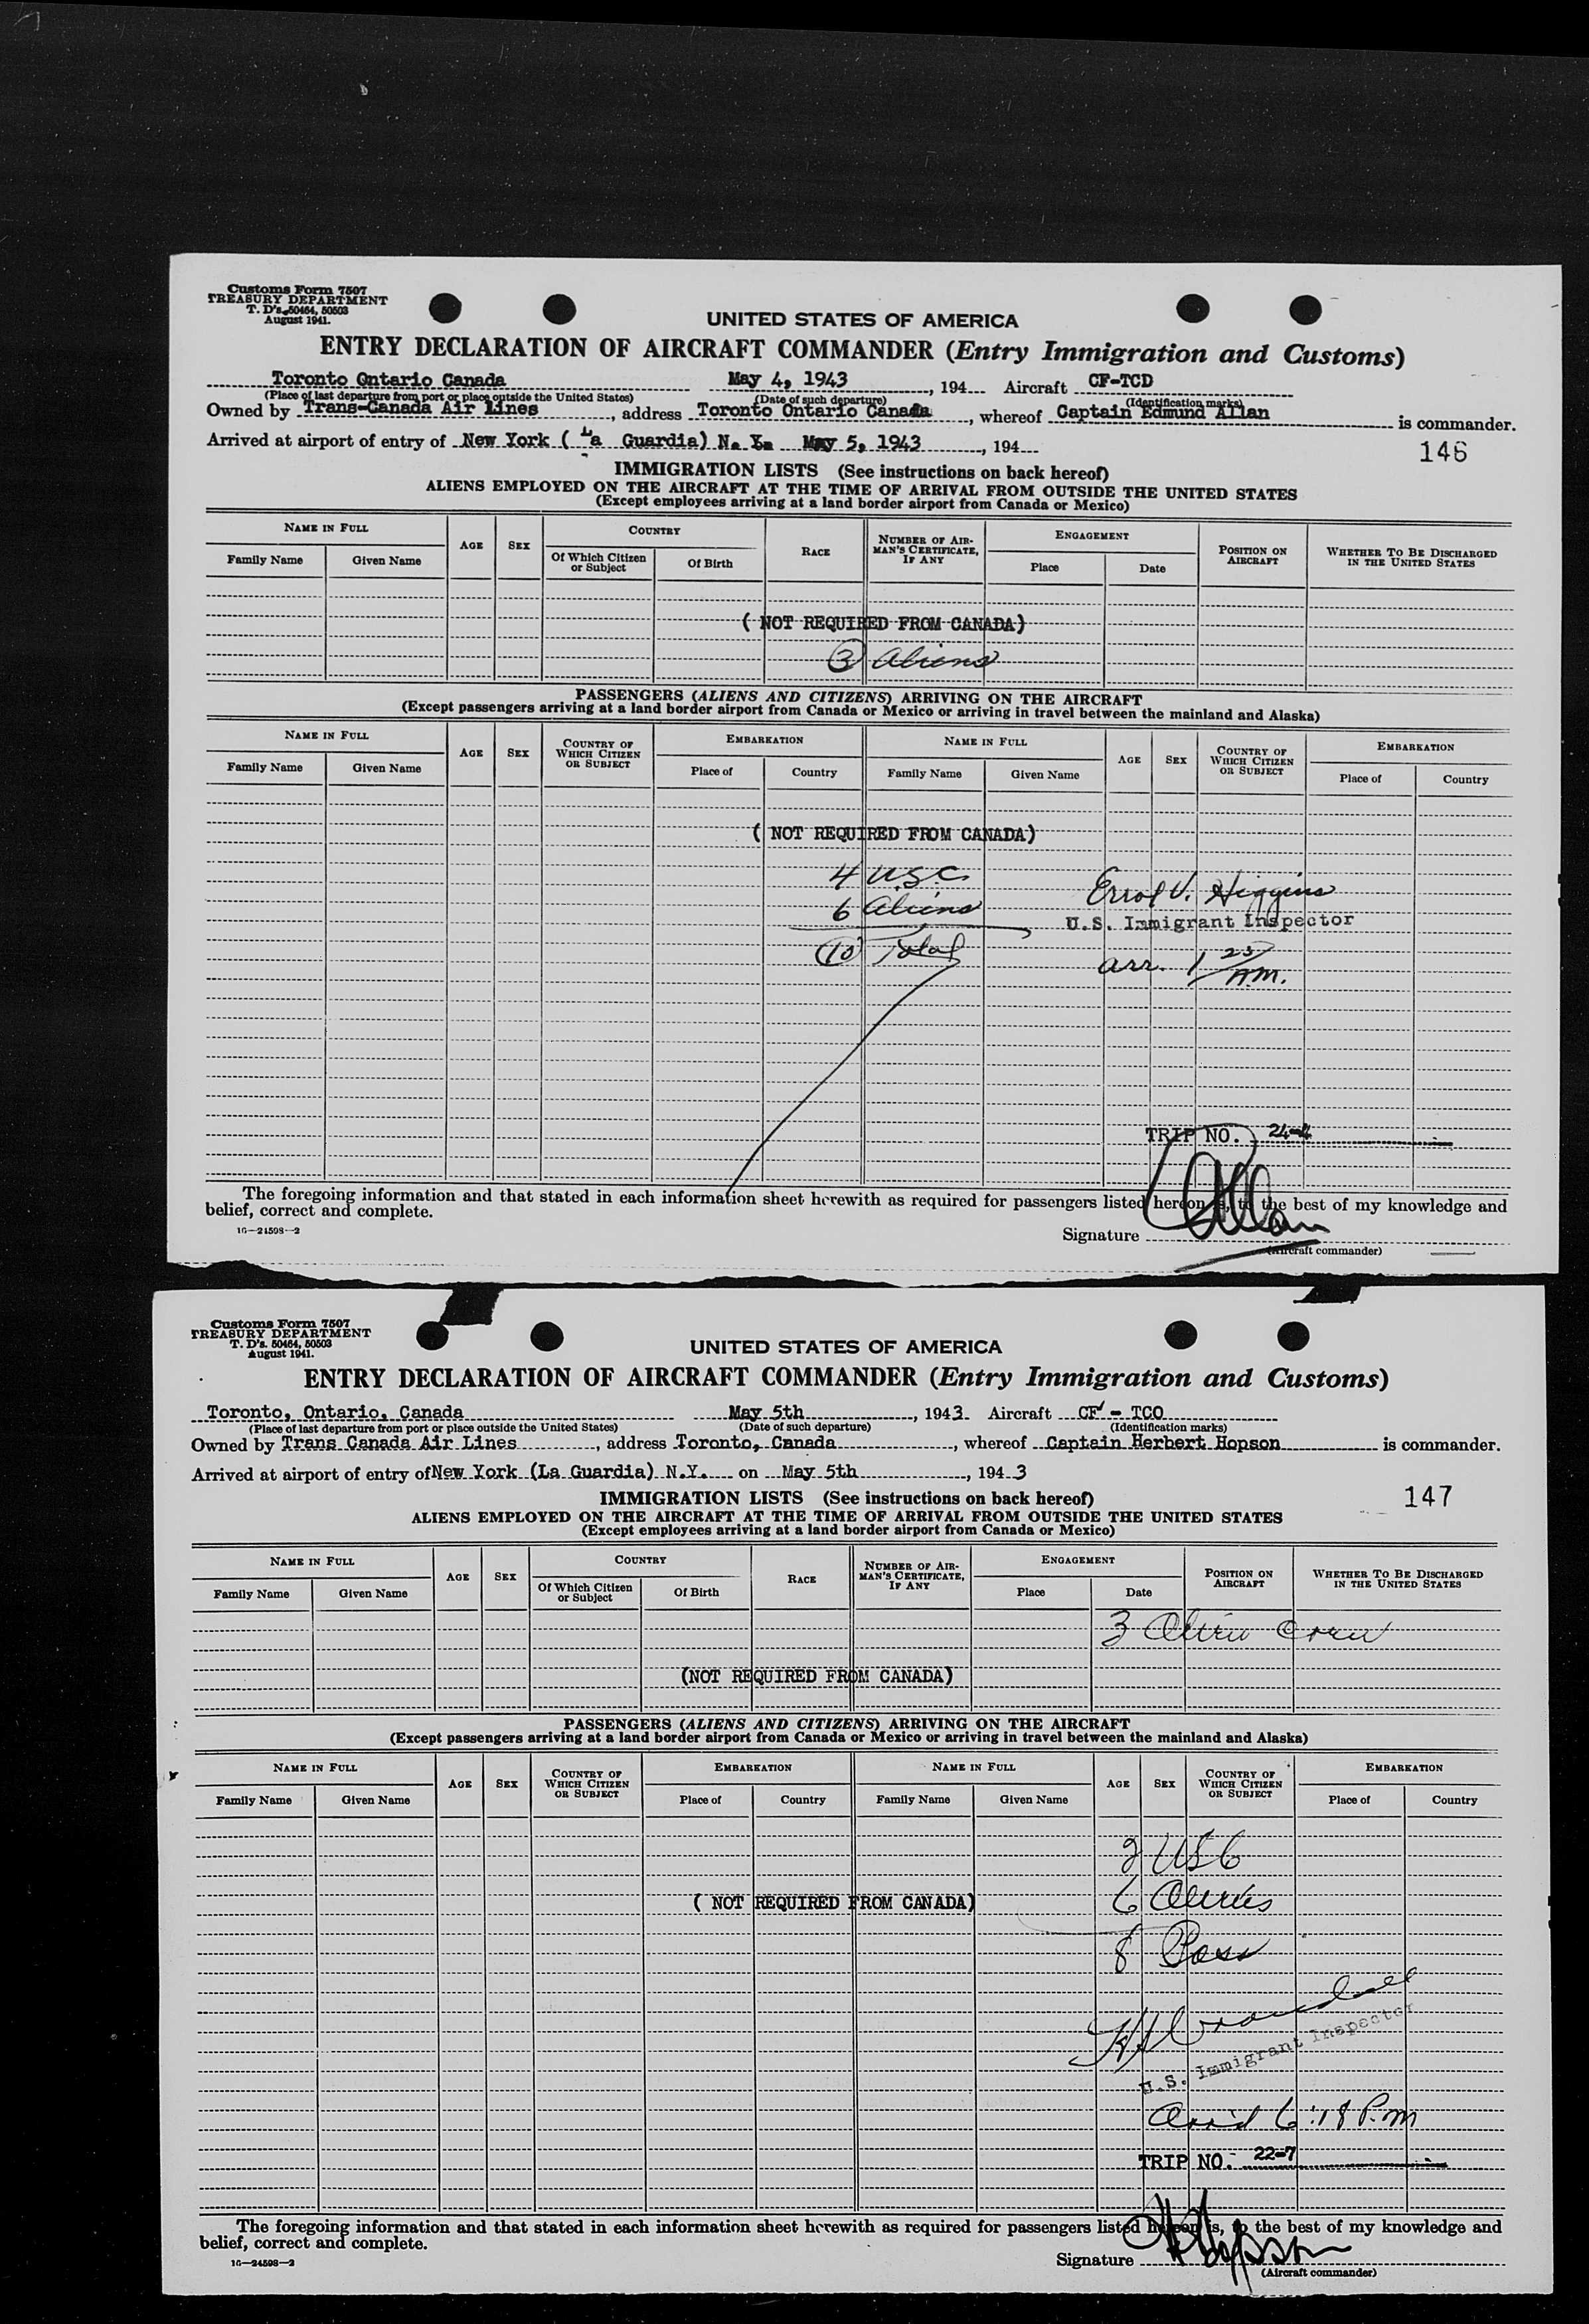 Customs Form 7507
TREASURY DEPARTMENT
T. D's. 50464, 50503
August 1941.
UNITED STATES OF AMERICA
ENTRY DECLARATION OF AIRCRAFT COMMANDER (Entry Immigration and Customs)
Toronto Ontario Canada May 4, 1943, 194 Aircraft CF-TCD
(Place of last departure from port or place outside the United States) (Date of such departure) (Identification marks)
Owned by Trans-Canada Air Lines, address Toronto Ontario Canada, whereof Captain Edmund Allan is commander.
Arrived at airport of entry of New York ( La Guardia) N. Y. May 5, 1943, 194
146
IMMIGRATION LISTS (See instructions on back hereof)
ALIENS EMPLOYED ON THE AIRCRAFT AT THE TIME OF ARRIVAL FROM OUTSIDE THE UNITED STATES
(Except employees arriving at a land border airport from Canada or Mexico)
NAME IN FULL AGE SEX COUNTRY RACE NUMBER OF AIRMAN'S CERTIFICATE, IF ANY ENGAGEMENT POSITION ON AIRCRAFT WHETHER TO BE DISCHARGED IN THE UNITED STATES
Family Name Given Name Of Which Citizen or Subject Of Birth Place Date
( NOT REQUIRED FROM CANADA)
3 Aliens
PASSENGERS (ALIENS AND CITIZENS) ARRIVING ON THE AIRCRAFT
(Except passengers arriving at a land border airport from Canada or Mexico or arriving in travel between the mainland and Alaska)
NAME IN FULL AGE SEX COUNTRY OF WHICH CITIZEN OR SUBJECT EMBARKATION NAME IN FULL AGE SEX COUNTRY OF WHICH CITIZEN OR SUBJECT EMBARKATION
Family Name Given Name Place of Country Family Name Given Name Place of Country
( NOT REQUIRED FROM CANADA)
4 USC. Errol V. Higgins
6 Aliens U.S. Immigrant Inspector
10 Total arr. 1 25 A.M.
TRIP NO. 24-4
The foregoing information and that stated in each information sheet herewith as required for passengers listed hereon is, to the best of my knowledge and
belief, correct and complete.
16—24598—2
Signature Allan
(Aircraft commander)
Customs Form 7507
TREASURY DEPARTMENT
T. D's. 50464, 50503
August 1941.
UNITED STATES OF AMERICA
ENTRY DECLARATION OF AIRCRAFT COMMANDER (Entry Immigration and Customs)
Toronto, Ontario, Canada May 5th, 1943. Aircraft CF - TCO
(Place of last departure from port or place outside the United States) (Date of such departure) (Identification marks)
Owned by Trans Canada Air Lines, address Toronto, Canada, whereof Captain Herbert Hopson is commander.
Arrived at airport of entry of New York (La Guardia) N.Y. on May 5th, 194 3
147
IMMIGRATION LISTS (See instructions on back hereof)
ALIENS EMPLOYED ON THE AIRCRAFT AT THE TIME OF ARRIVAL FROM OUTSIDE THE UNITED STATES
(Except employees arriving at a land border airport from Canada or Mexico)
NAME IN FULL AGE SEX COUNTRY RACE NUMBER OF AIRMAN'S CERTIFICATE, IF ANY ENGAGEMENT POSITION ON AIRCRAFT WHETHER TO BE DISCHARGED IN THE UNITED STATES
Family Name Given Name Of Which Citizen or Subject Of Birth Place Date
3 Alien Crew
(NOT REQUIRED FROM CANADA)
PASSENGERS (ALIENS AND CITIZENS) ARRIVING ON THE AIRCRAFT
(Except passengers arriving at a land border airport from Canada or Mexico or arriving in travel between the mainland and Alaska)
NAME IN FULL AGE SEX COUNTRY OF WHICH CITIZEN OR SUBJECT EMBARKATION NAME IN FULL AGE SEX COUNTRY OF WHICH CITIZEN OR SUBJECT EMBARKATION
Family Name Given Name Place of Country Family Name Given Name Place of Country
2 USC
( NOT REQUIRED FROM CANADA) 6 Aliens
8 Pass
Crandall
U.S. Immigrant Inspector
Arr'd 6:18 P.m
TRIP NO. 22-7
The foregoing information and that stated in each information sheet herewith as required for passengers listed hereon is, to the best of my knowledge and
belief, correct and complete.
16—24598—2
Signature H Hopson
(Aircraft commander)